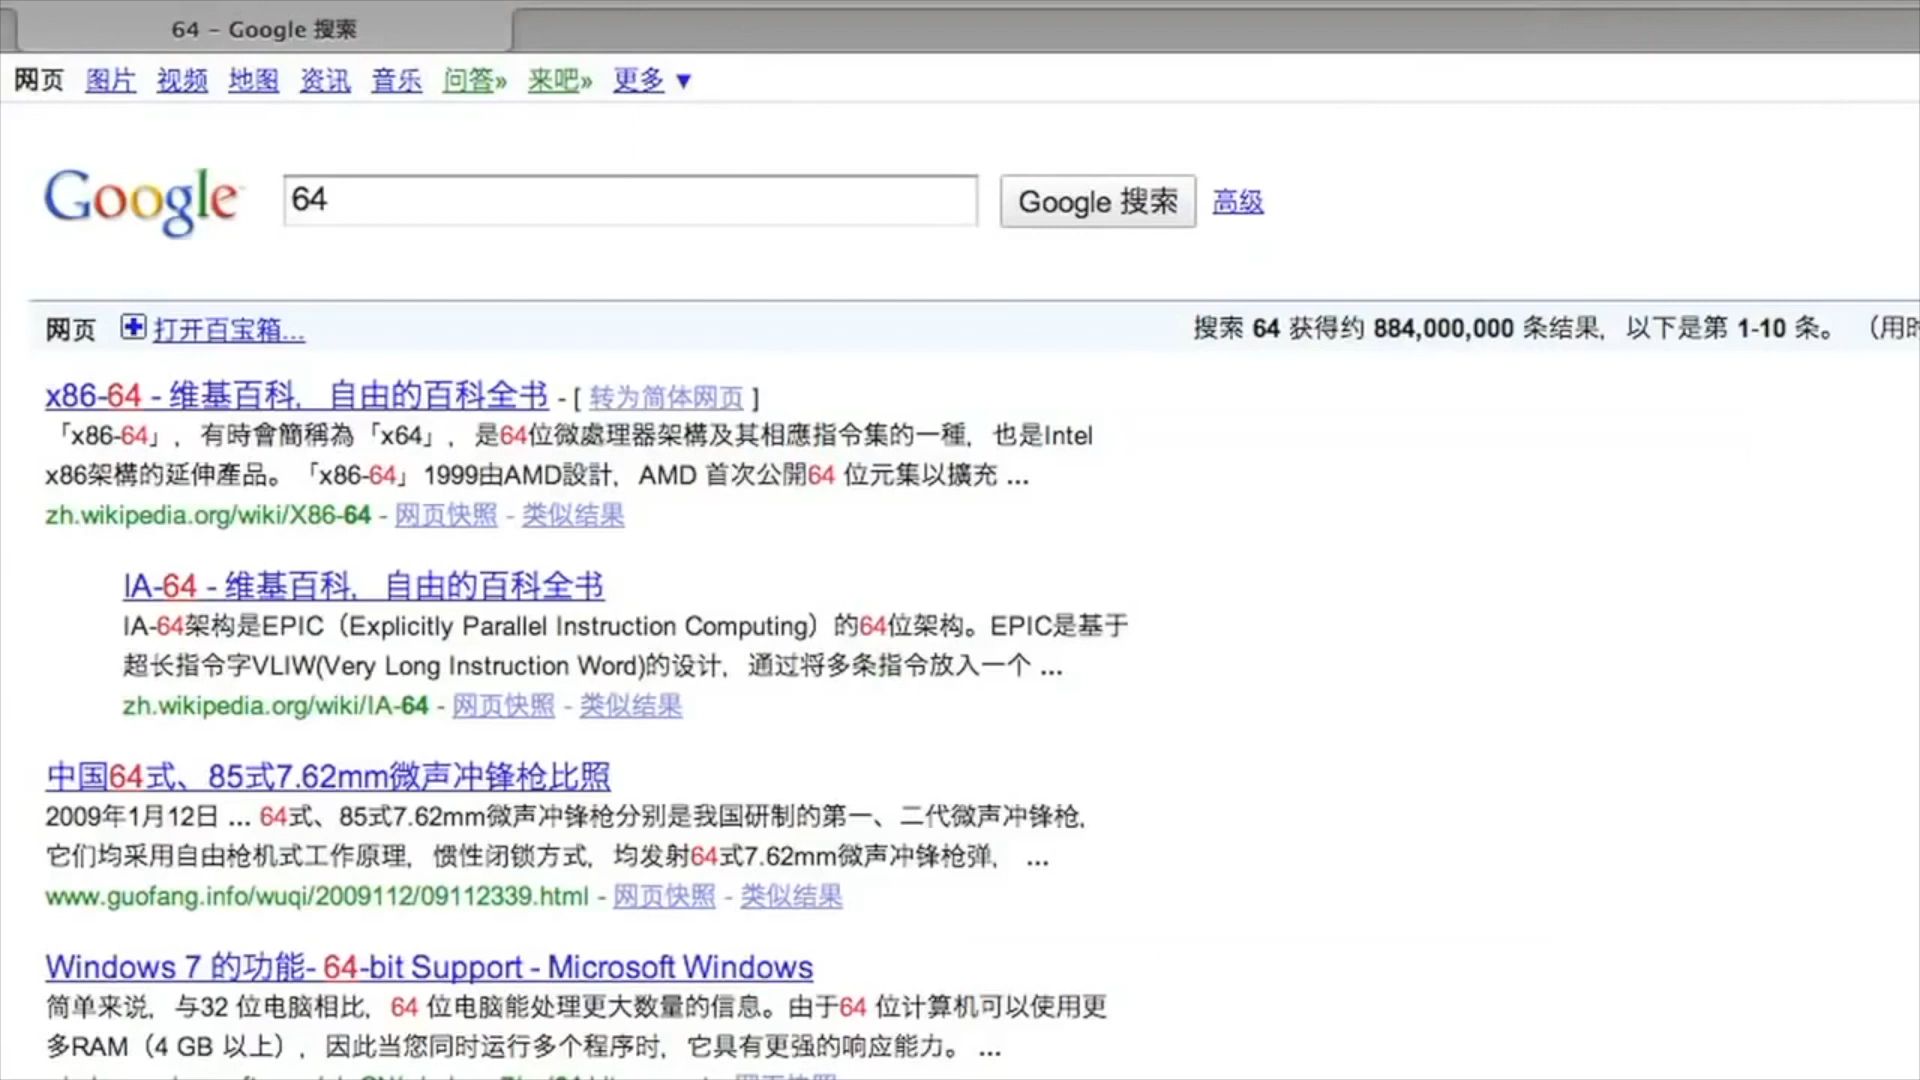 64 – Google 搜索
网页 图片 视频 地图 资讯 音乐 问答» 来吧» 更多 ▼
Google 64 Google 搜索 高级
网页 打开百宝箱... 搜索 64 获得约 884,000,000 条结果，以下是第 1-10 条。 （用时
x86-64 - 维基百科，自由的百科全书 - [ 转为简体网页 ]
「x86-64」，有時會簡稱為「x64」，是64位微處理器架構及其相應指令集的一種，也是Intel
x86架構的延伸產品。「x86-64」1999由AMD設計，AMD 首次公開64 位元集以擴充 ...
zh.wikipedia.org/wiki/X86-64 - 网页快照 - 类似结果
IA-64 - 维基百科，自由的百科全书
IA-64架构是EPIC（Explicitly Parallel Instruction Computing）的64位架构。EPIC是基于
超长指令字VLIW(Very Long Instruction Word)的设计，通过将多条指令放入一个 ...
zh.wikipedia.org/wiki/IA-64 - 网页快照 - 类似结果
中国64式、85式7.62mm微声冲锋枪比照
2009年1月12日 ... 64式、85式7.62mm微声冲锋枪分别是我国研制的第一、二代微声冲锋枪，
它们均采用自由枪机式工作原理，惯性闭锁方式，均发射64式7.62mm微声冲锋枪弹， ...
www.guofang.info/wuqi/2009112/09112339.html - 网页快照 - 类似结果
Windows 7 的功能- 64-bit Support - Microsoft Windows
简单来说，与32 位电脑相比，64 位电脑能处理更大数量的信息。由于64 位计算机可以使用更
多RAM（4 GB 以上），因此当您同时运行多个程序时，它具有更强的响应能力。 ...